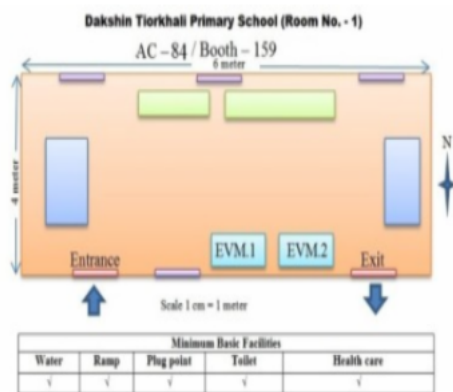 Dakshin Tiorkhali Primary School (Room No. - 1)
AC – 84 / Booth – 159
6 meter
4 meter
N
EVM.1 EVM.2
Entrance Exit
Scale 1 cm = 1 meter
Minimum Basic Facilities
Water Ramp Plug point Toilet Health care
√ √ √ √ √